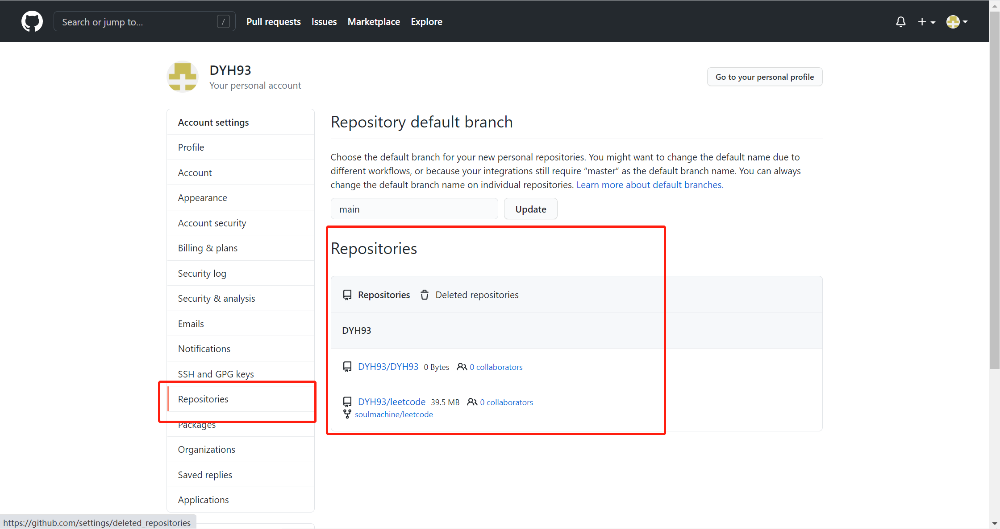 Search or jump to...
/
Pull requests
Issues
Marketplace
Explore
DYH93
Your personal account
Go to your personal profile
Account settings
Profile
Account
Appearance
Account security
Billing & plans
Security log
Security & analysis
Emails
Notifications
SSH and GPG keys
Repositories
Packages
Organizations
Saved replies
Applications
Repository default branch
Choose the default branch for your new personal repositories. You might want to change the default name due to
different workflows, or because your integrations still require “master” as the default branch name. You can always
change the default branch name on individual repositories. Learn more about default branches.
main
Update
Repositories
Repositories Deleted repositories
DYH93
DYH93/DYH93 0 Bytes 0 collaborators
DYH93/leetcode 39.5 MB 0 collaborators
soulmachine/leetcode
https://github.com/settings/deleted_repositories